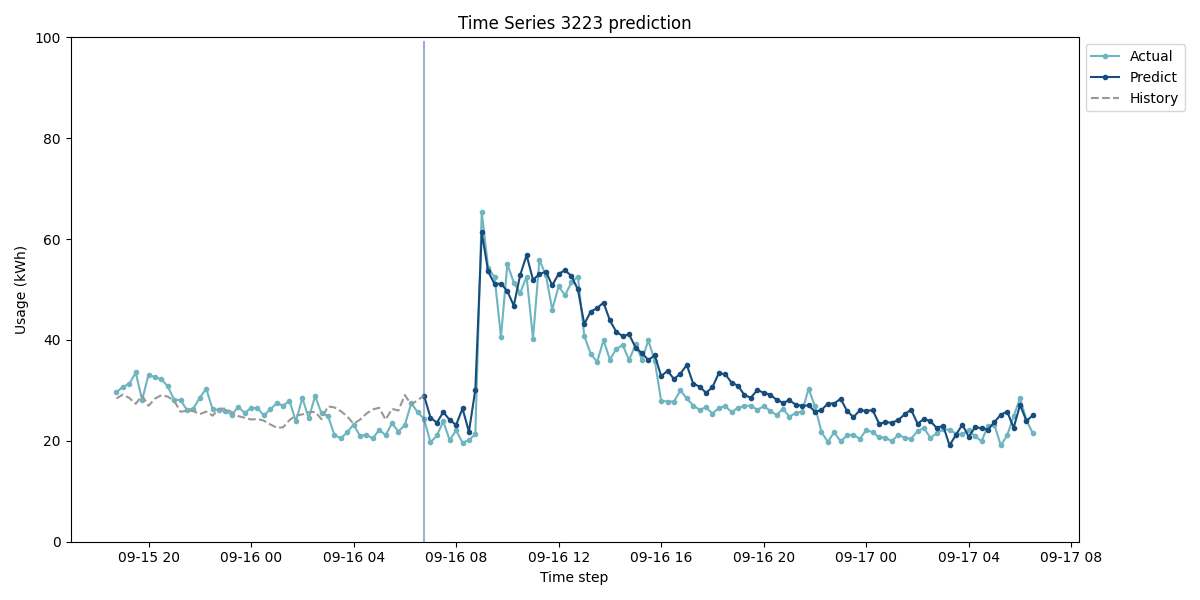 Time Series 3223 prediction
100
80
60
40
20
0
Usage (kWh)
09-15 20
09-16 00
09-16 04
09-16 08
09-16 12
09-16 16
09-16 20
09-17 00
09-17 04
09-17 08
Time step
Actual
Predict
History